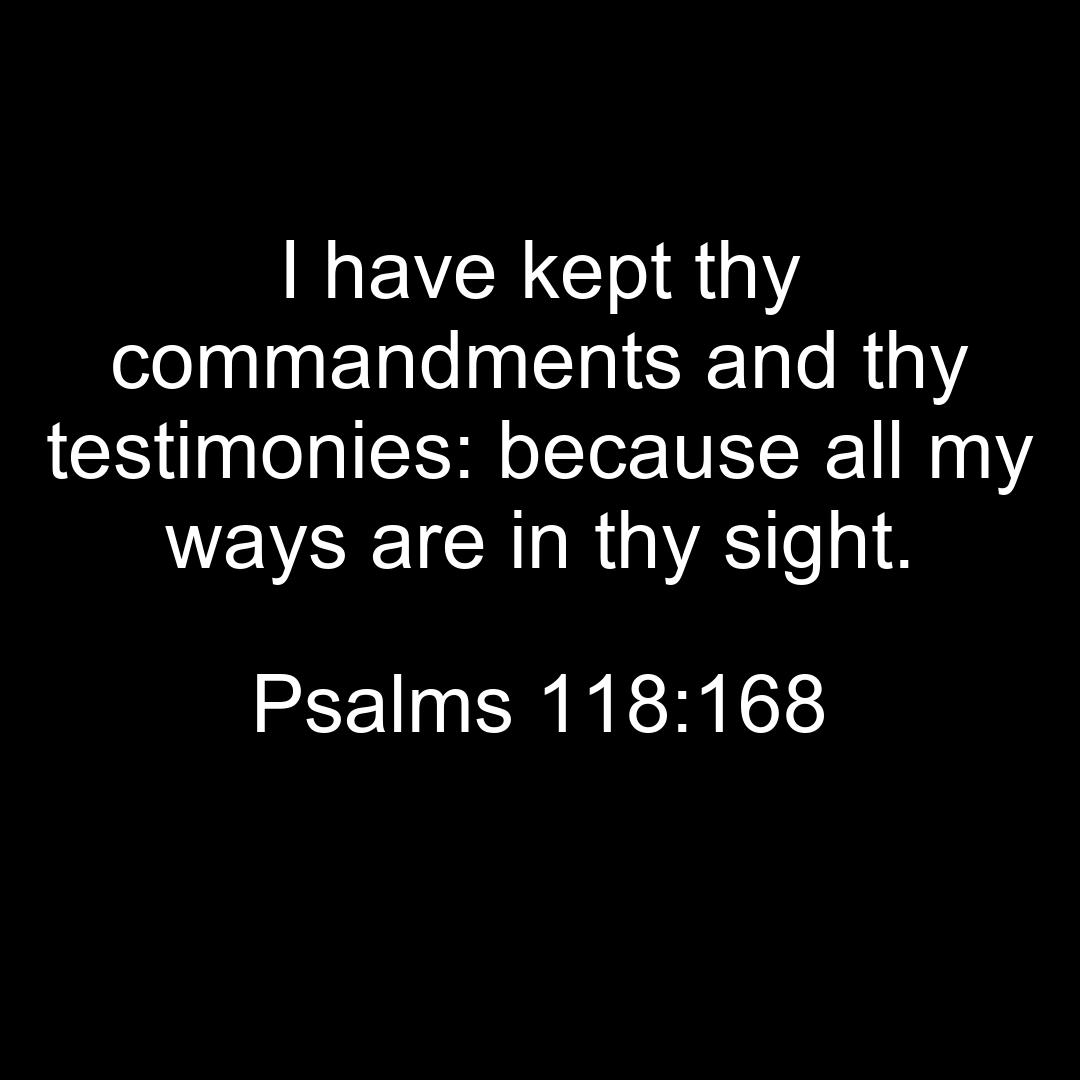 I have kept thy
commandments and thy
testimonies: because all my
ways are in thy sight.
Psalms 118:168